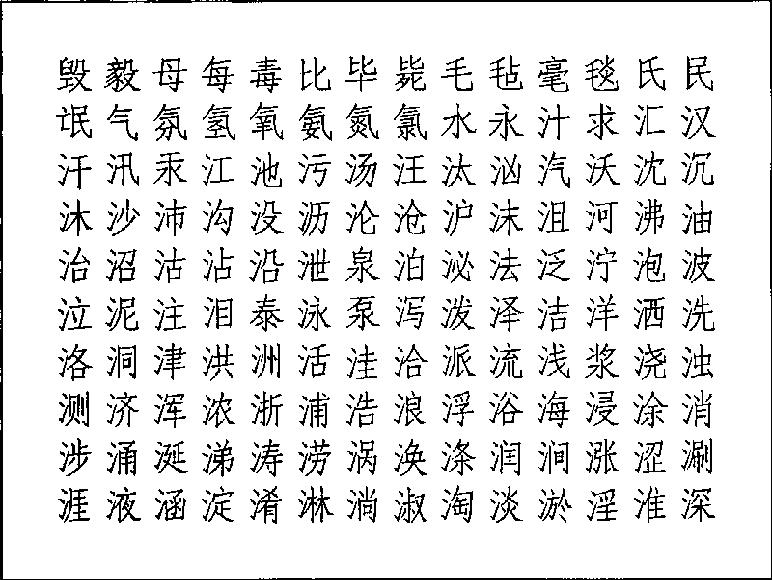 毁毅母每毒比毕毙毛毡毫毯氏民
氓气氛氢氧氨氮氯水永汁求汇汉
汗汛汞江池污汤汪汰汹汽沃沈沉
沐沙沛沟没沥沦沧沪沫沮河沸油
治沼沽沾沿泄泉泊泌法泛泞泡波
泣泥注泪泰泳泵泻泼泽洁洋洒洗
洛洞津洪洲活洼洽派流浅浆浇浊
测济浑浓浙浦浩浪浮浴海浸涂消
涉涌涎涕涛涝涡涣涤润涧涨涩涮
涯液涵淀淆淋淌淑淘淡淤淫淮深